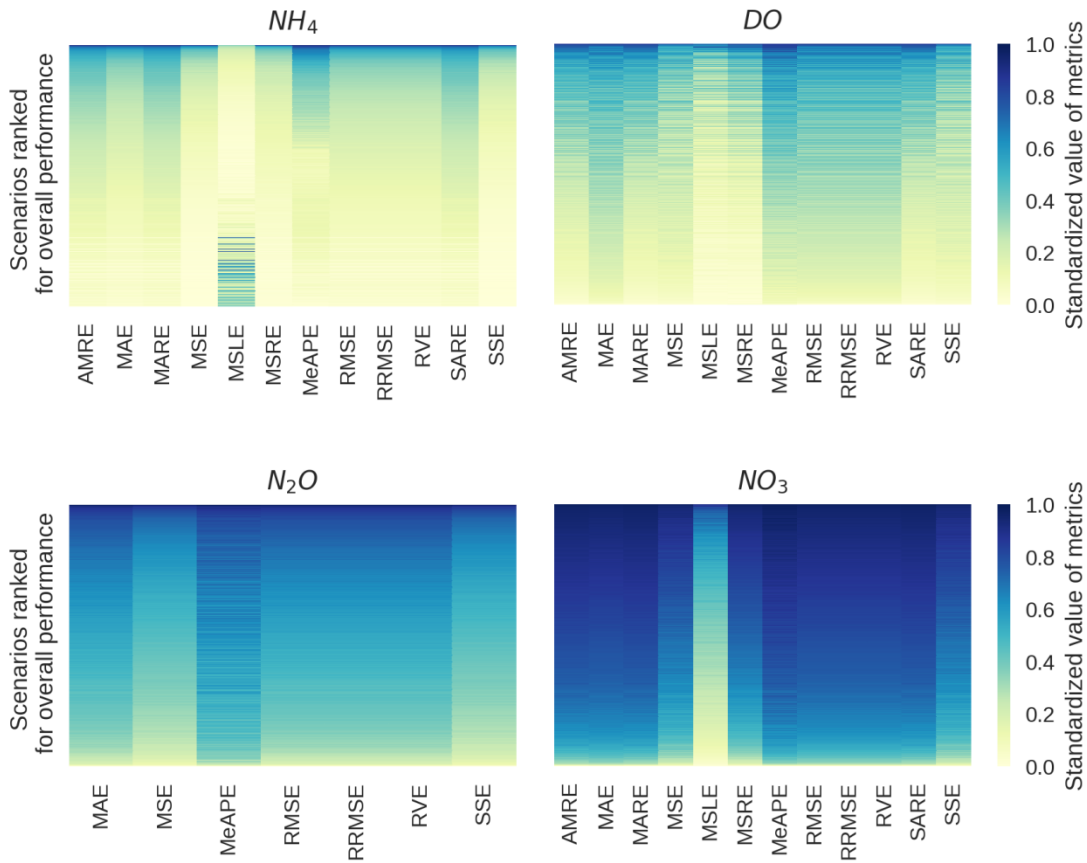 NH4
DO
Scenarios ranked
for overall performance
AMRE
MAE
MARE
MSE
MSLE
MSRE
MeAPE
RMSE
RRMSE
RVE
SARE
SSE
AMRE
MAE
MARE
MSE
MSLE
MSRE
MeAPE
RMSE
RRMSE
RVE
SARE
SSE
1.0
0.8
0.6
0.4
0.2
0.0
Standardized value of metrics
N2O
NO3
Scenarios ranked
for overall performance
MAE
MSE
MeAPE
RMSE
RRMSE
RVE
SSE
AMRE
MAE
MARE
MSE
MSLE
MSRE
MeAPE
RMSE
RRMSE
RVE
SARE
SSE
1.0
0.8
0.6
0.4
0.2
0.0
Standardized value of metrics